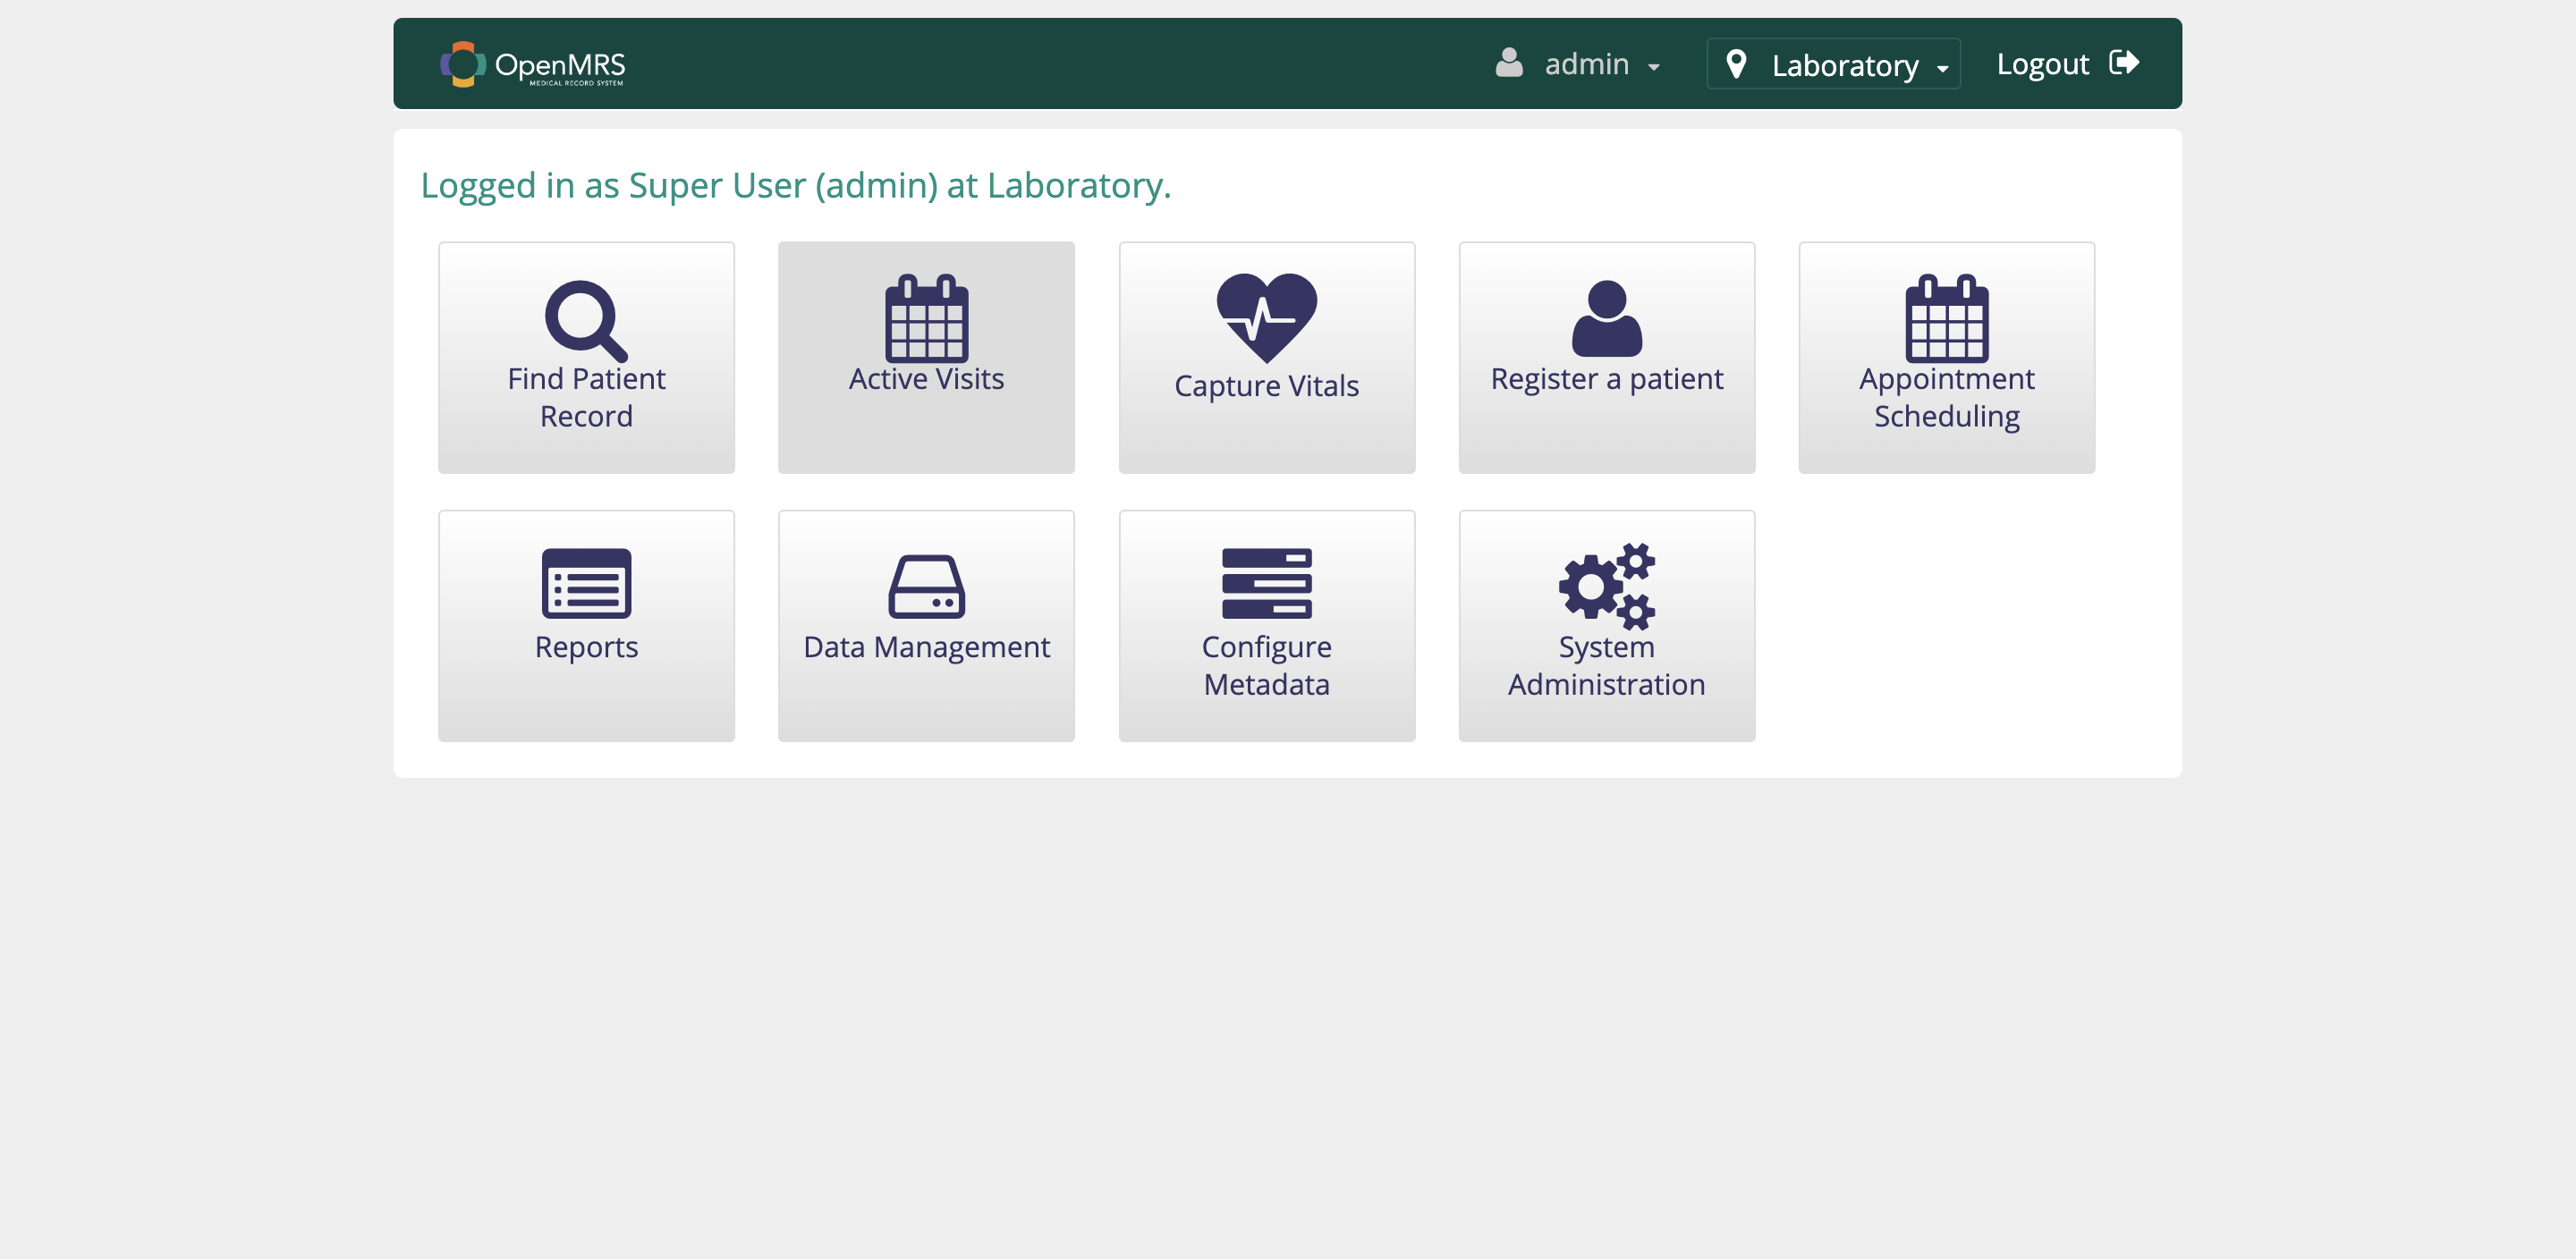 OpenMRS
MEDICAL RECORD SYSTEM
admin
Laboratory
Logout
Logged in as Super User (admin) at Laboratory.
Find Patient
Record
Active Visits
Capture Vitals
Register a patient
Appointment
Scheduling
Reports
Data Management
Configure
Metadata
System
Administration